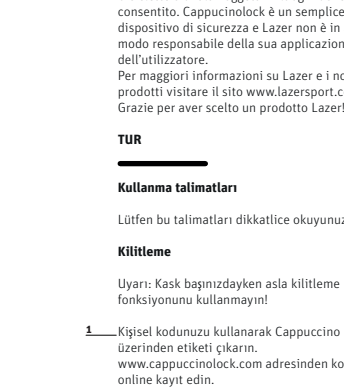 consentito. Cappucinolock è un semplice
dispositivo di sicurezza e Lazer non è in
modo responsabile della sua applicazion
dell'utilizzatore.
Per maggiori informazioni su Lazer e i no
prodotti visitare il sito www.lazersport.c
Grazie per aver scelto un prodotto Lazer!
TUR
Kullanma talimatları
Lütfen bu talimatları dikkatlice okuyunuz
Kilitleme
Uyarı: Kask başınızdayken asla kilitleme
fonksiyonunu kullanmayın!
1 Kişisel kodunuzu kullanarak Cappuccino
üzerinden etiketi çıkarın.
www.cappuccinolock.com adresinden ko
online kayıt edin.